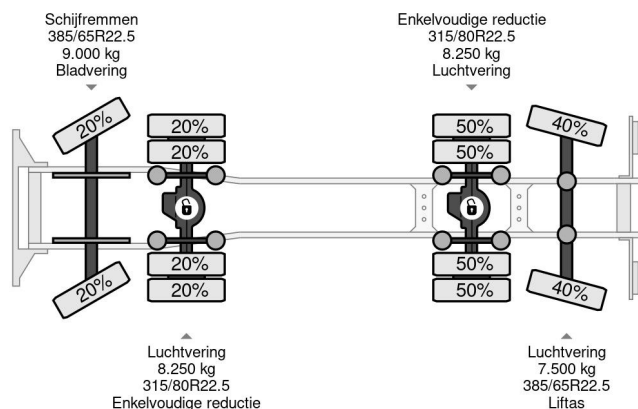 Schijfremmen
385/65R22.5
9.000 kg
Bladvering
Enkelvoudige reductie
315/80R22.5
8.250 kg
Luchtvering
20%
20%
20%
50%
50%
40%
20%
20%
20%
50%
50%
40%
Luchtvering
8.250 kg
315/80R22.5
Enkelvoudige reductie
Luchtvering
7.500 kg
385/65R22.5
Liftas